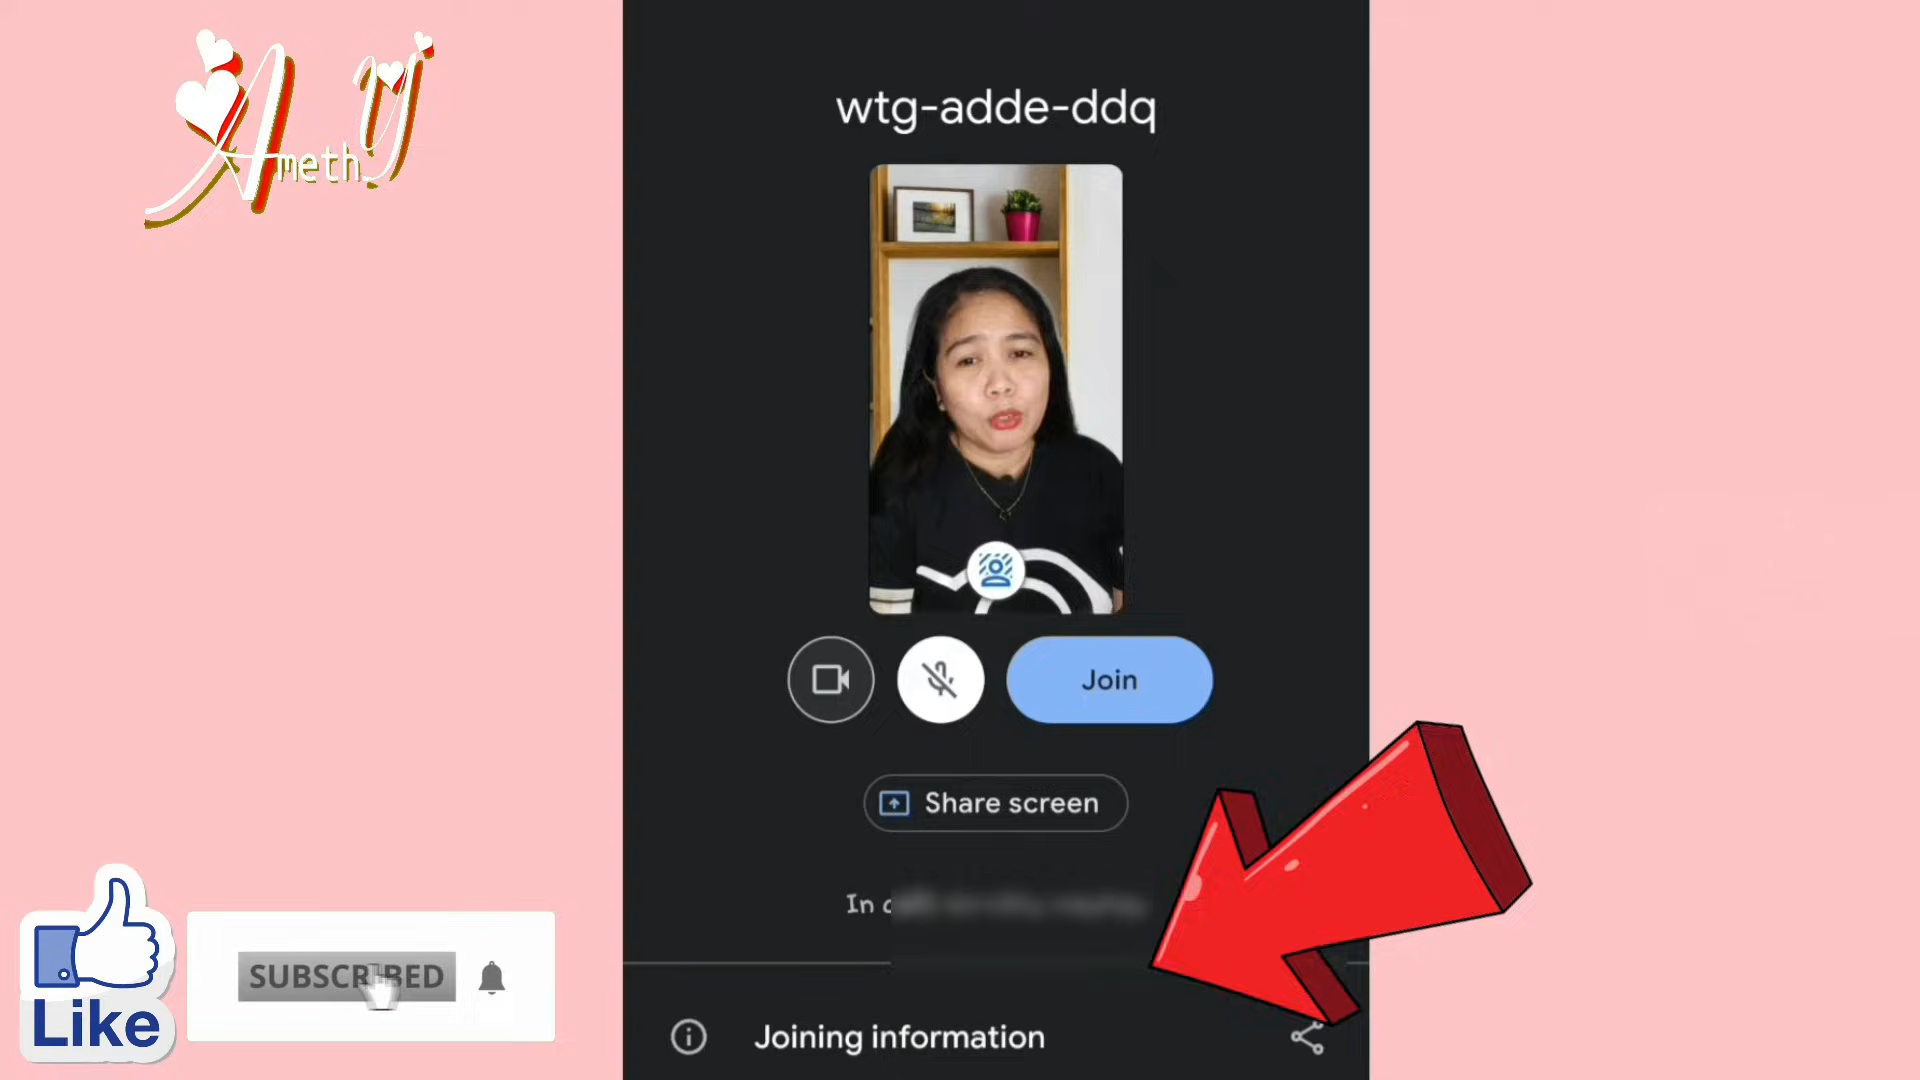 Ameth Y
wtg-adde-ddq
Join
Share screen
In
Joining information
Like
SUBSCRIBED